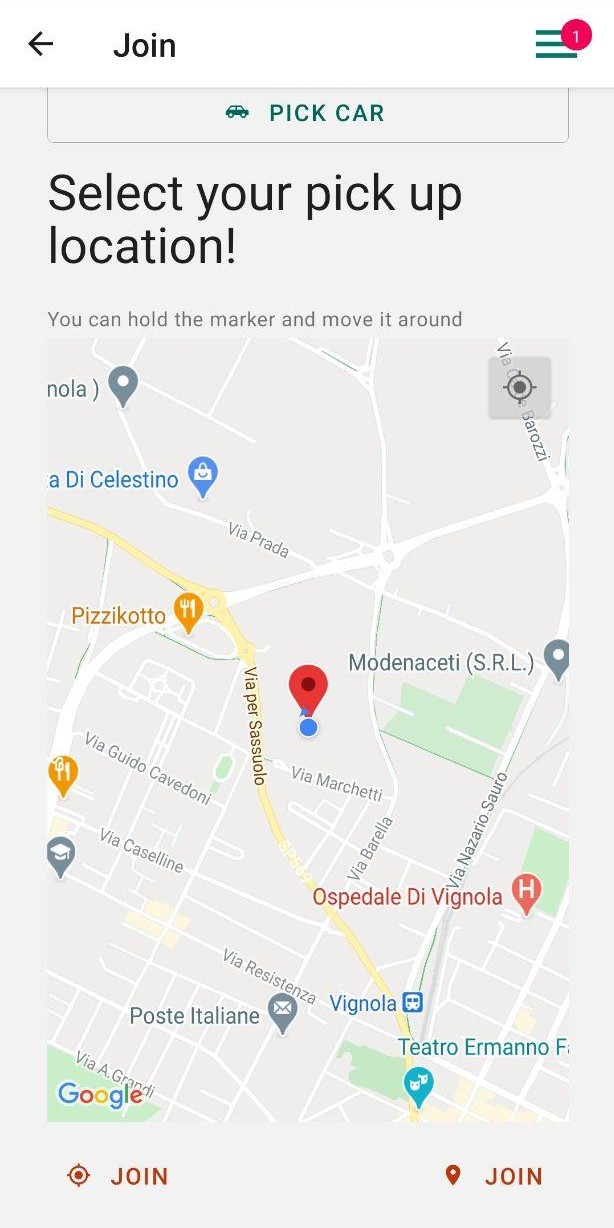 Join
1
PICK CAR
Select your pick up
location!
You can hold the marker and move it around
nola )
Barozzi
a Di Celestino
Via Prada
Pizzikotto
Modenaceti (S.R.L.)
Via per Sassuolo
Via Guido Cavedoni
Via Marchetti
Via Nazario Sauro
Via Barella
Via Caselline
SP569
Ospedale Di Vignola
H
Via Resistenza
Vignola
Poste Italiane
Teatro Ermanno Fa
Via A.Grandi
Google
JOIN
JOIN